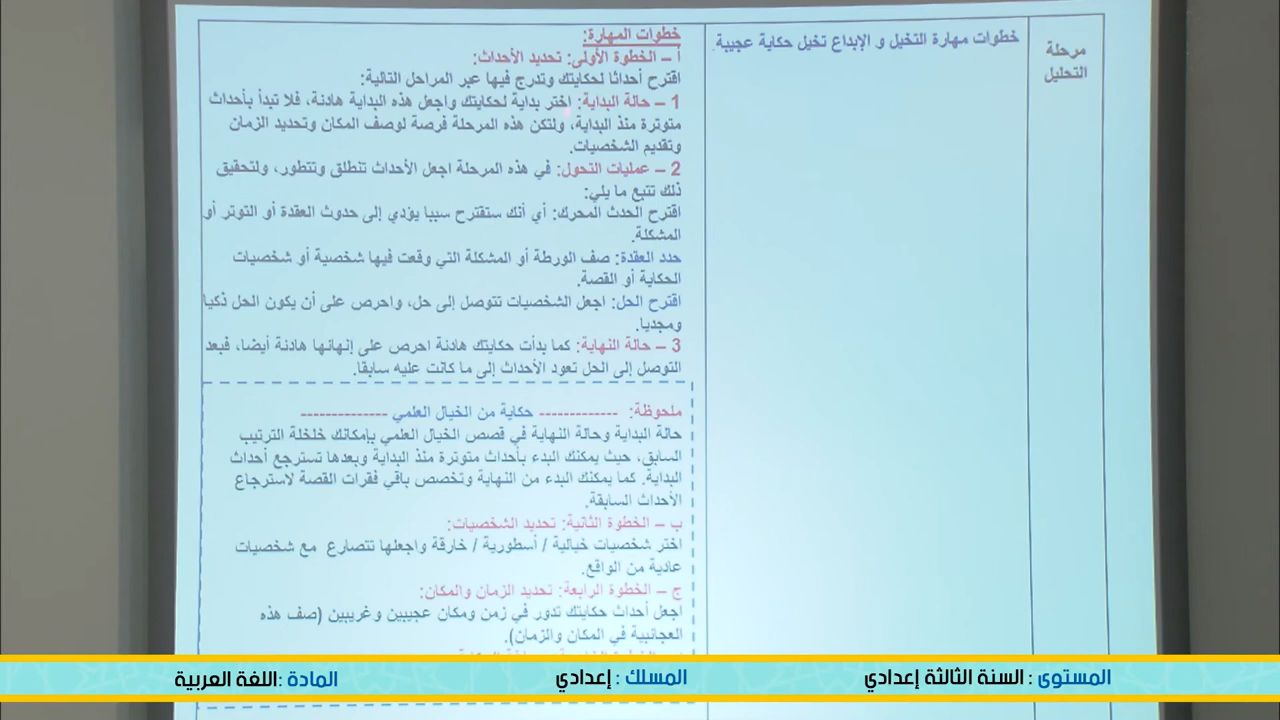 مرحلة
التحليل
خطوات مهارة التخيل و الإبداع تخيل حكاية عجيبة.
خطوات المهارة:
أ – الخطوة الأولى: تحديد الأحداث:
اقترح أحداثا لحكايتك وتدرج فيها عبر المراحل التالية:
1 – حالة البداية: اختر بداية لحكايتك واجعل هذه البداية هادئة، فلا تبدأ بأحداث
متوترة منذ البداية، ولتكن هذه المرحلة فرصة لوصف المكان وتحديد الزمان
وتقديم الشخصيات.
2 – عمليات التحول: في هذه المرحلة اجعل الأحداث تنطلق وتتطور، ولتحقيق
ذلك تتبع ما يلي:
اقترح الحدث المحرك: أي أنك ستقترح سببا يؤدي إلى حدوث العقدة أو التوتر أو
المشكلة.
حدد العقدة: صف الورطة أو المشكلة التي وقعت فيها شخصية أو شخصيات
الحكاية أو القصة.
اقترح الحل: اجعل الشخصيات تتوصل إلى حل، واحرص على أن يكون الحل ذكيا
ومجديا.
3 – حالة النهاية: كما بدأت حكايتك هادئة احرص على إنهائها هادئة أيضا، فبعد
التوصل إلى الحل تعود الأحداث إلى ما كانت عليه سابقا.
ملحوظة: ------------- حكاية من الخيال العلمي --------------
حالة البداية وحالة النهاية في قصص الخيال العلمي بإمكانك خلخلة الترتيب
السابق، حيث يمكنك البدء بأحداث متوترة منذ البداية وبعدها تسترجع أحداث
البداية. كما يمكنك البدء من النهاية وتخصص باقي فقرات القصة لاسترجاع
الأحداث السابقة.
ب – الخطوة الثانية: تحديد الشخصيات:
اختر شخصيات خيالية / أسطورية / خارقة واجعلها تتصارع مع شخصيات
عادية من الواقع.
ج – الخطوة الرابعة: تحديد الزمان والمكان:
اجعل أحداث حكايتك تدور في زمن ومكان عجيبين وغريبين (صف هذه
العجائبية في المكان والزمان).
المستوى : السنة الثالثة إعدادي
المسلك : إعدادي
المادة :اللغة العربية